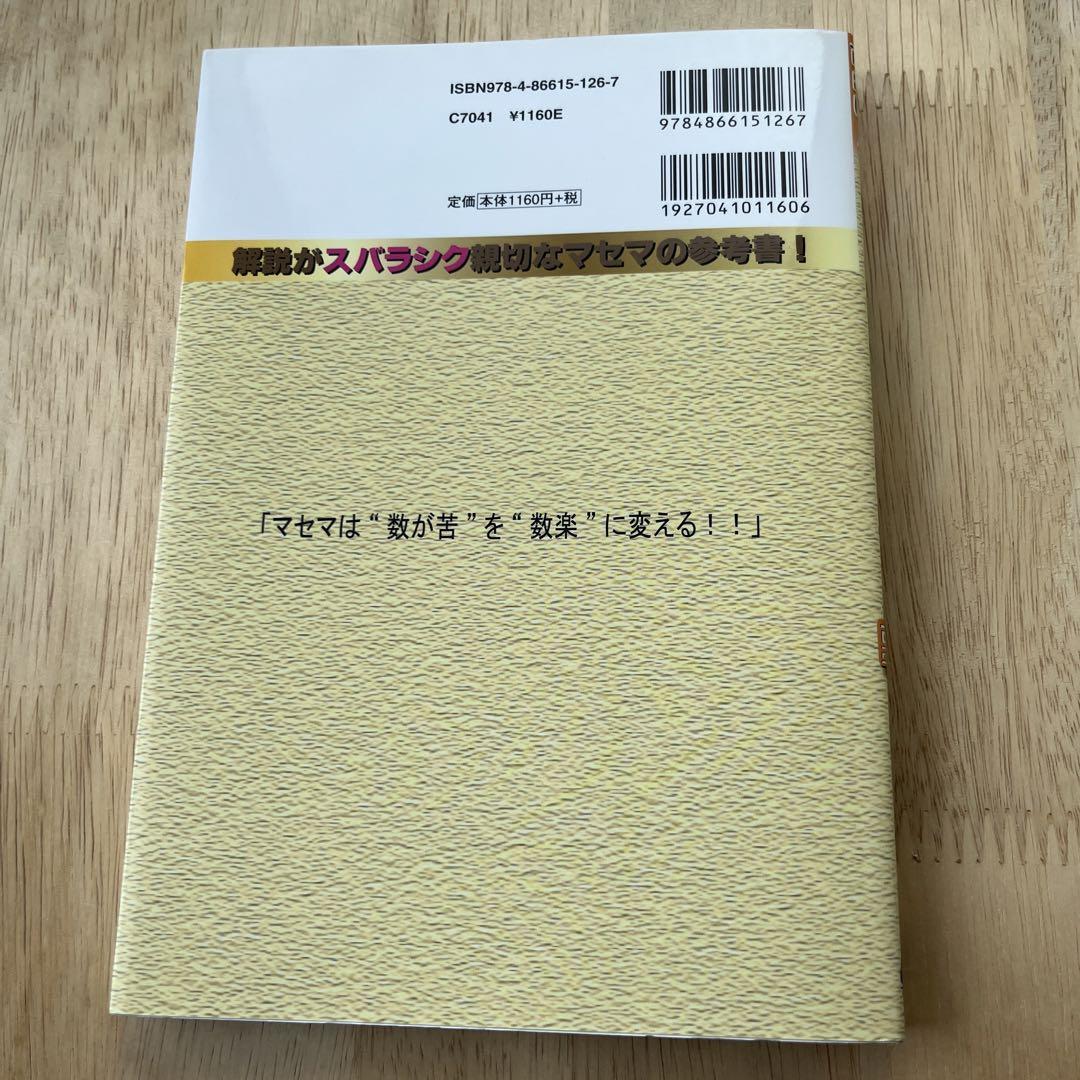 ISBN978-4-86615-126-7
C7041 ¥1160E
9784866151267
定価 本体1160円+税
1927041011606
解説がスバラシク親切なマセマの参考書！
「マセマは“数が苦”を“数楽”に変える！！」